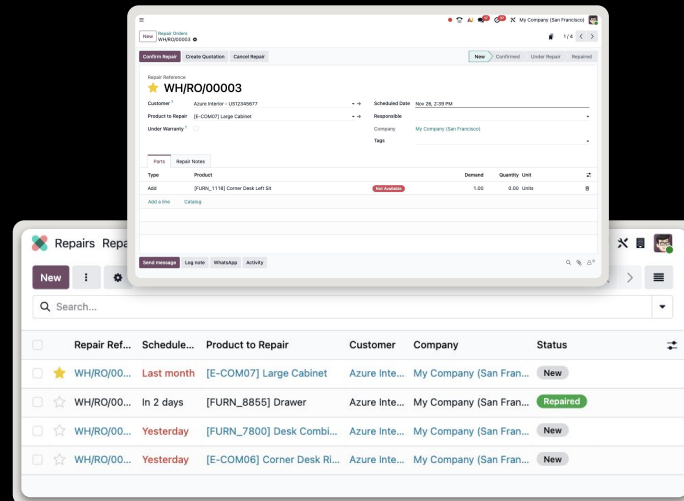 My Company (San Francisco)
New Repair Orders
WH/RO/00003
1/4
Confirm Repair Create Quotation Cancel Repair
New Confirmed Under Repair Repaired
Repair Reference
WH/RO/00003
Customer ? Azure Interior - US12345677 Scheduled Date Nov 26, 2:39 PM
Product to Repair [E-COM07] Large Cabinet Responsible
Under Warranty ? Company My Company (San Francisco)
Tags
Parts Repair Notes
Type Product Demand Quantity Unit
Add [FURN_1118] Corner Desk Left Sit Not Available 1.00 0.00 Units
Add a line Catalog
Send message Log note WhatsApp Activity
Repairs Repa
New
Search...
Repair Ref... Schedule... Product to Repair Customer Company Status
WH/RO/00... Last month [E-COM07] Large Cabinet Azure Inte... My Company (San Fran... New
WH/RO/00... In 2 days [FURN_8855] Drawer Azure Inte... My Company (San Fran... Repaired
WH/RO/00... Yesterday [FURN_7800] Desk Combi... Azure Inte... My Company (San Fran... New
WH/RO/00... Yesterday [E-COM06] Corner Desk Ri... Azure Inte... My Company (San Fran... New